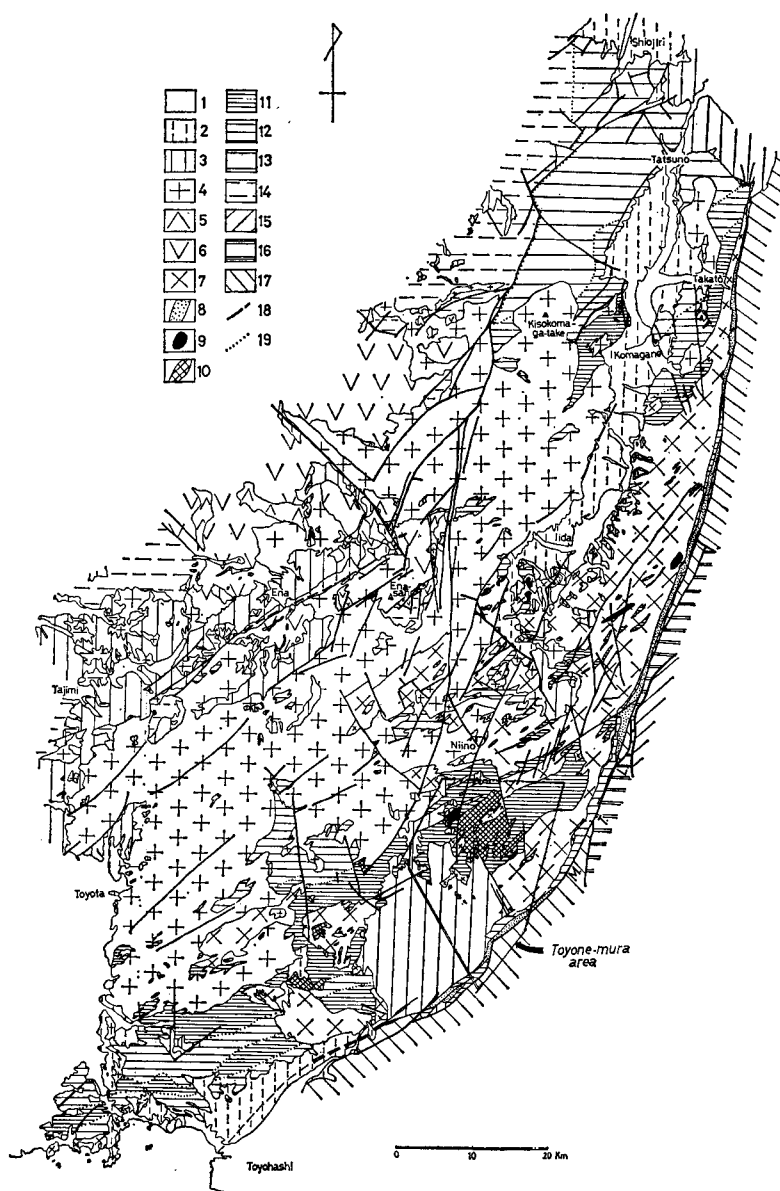 Shiojiri
1 11
2 12
3 13
4 14
5 15
6 16
7 17
8 18
9 19
10
Tatsuno
Takato
Kisokoma
ga-take
Komagane
Iida
Ena
Ena-
san
Tajimi
Niino
Toyota
Toyone-mura
area
Toyohashi
0 10 20 Km